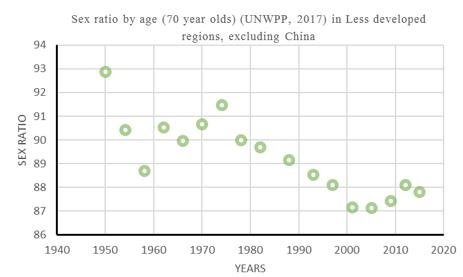 Sex ratio by age (70 year olds) (UNWPP, 2017) in Less developed
regions, excluding China
94
93
92
91
90
89
88
87
86
SEX RATIO
1940 1950 1960 1970 1980 1990 2000 2010 2020
YEARS